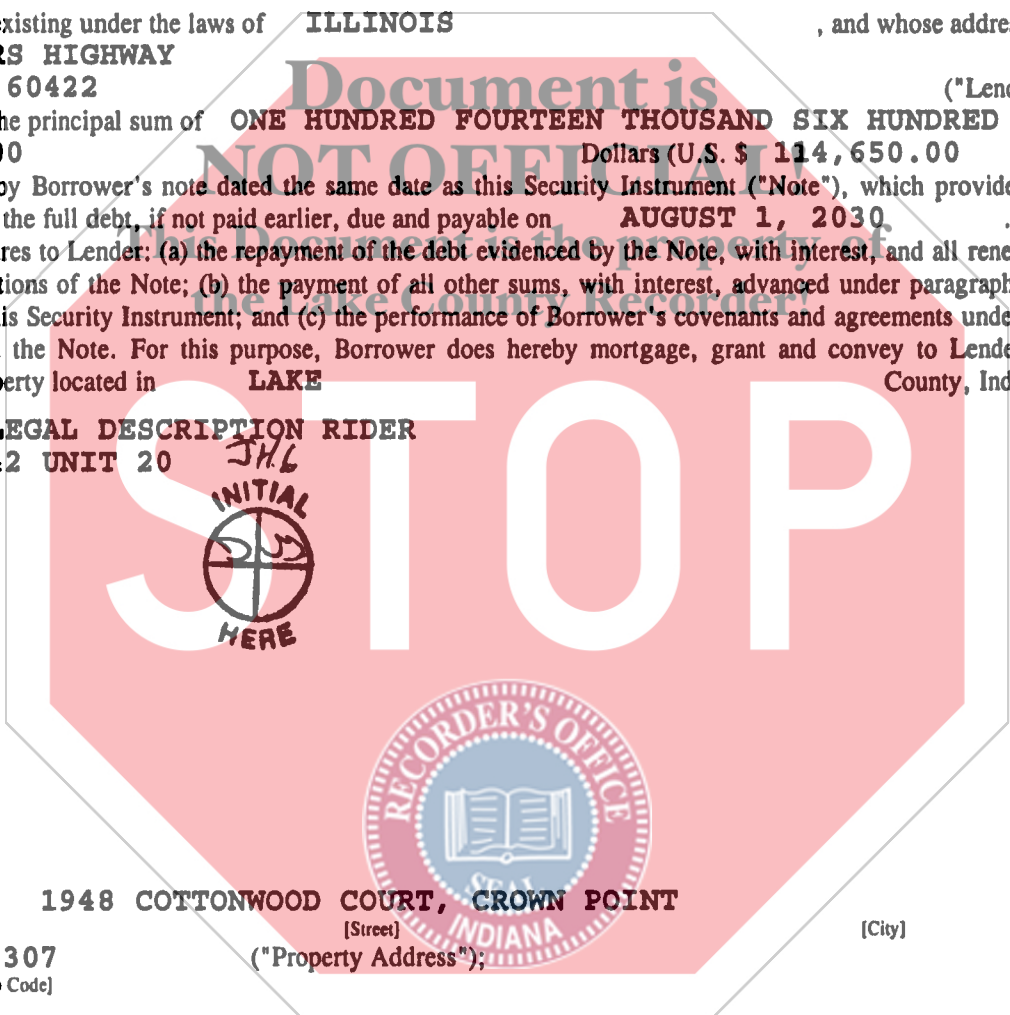 xisting under the laws of ILLINOIS , and whose addre
RS HIGHWAY
60422 ("Lend
he principal sum of ONE HUNDRED FOURTEEN THOUSAND SIX HUNDRED
00 Dollars (U.S. $ 114,650.00
by Borrower's note dated the same date as this Security Instrument ("Note"), which provide
the full debt, if not paid earlier, due and payable on AUGUST 1, 2030 .
res to Lender: (a) the repayment of the debt evidenced by the Note, with interest, and all rene
tions of the Note; (b) the payment of all other sums, with interest, advanced under paragraph
is Security Instrument; and (c) the performance of Borrower's covenants and agreements unde
the Note. For this purpose, Borrower does hereby mortgage, grant and convey to Lende
erty located in LAKE County, Ind
LEGAL DESCRIPTION RIDER
2 UNIT 20 JHG
INITIAL
HERE
Document is
NOT OFFICIAL!
This Document is the property of
the Lake County Recorder!
STOP
RECORDER'S OFFICE
SEAL
INDIANA
1948 COTTONWOOD COURT, CROWN POINT
[Street] [City]
307 ("Property Address");
Code]